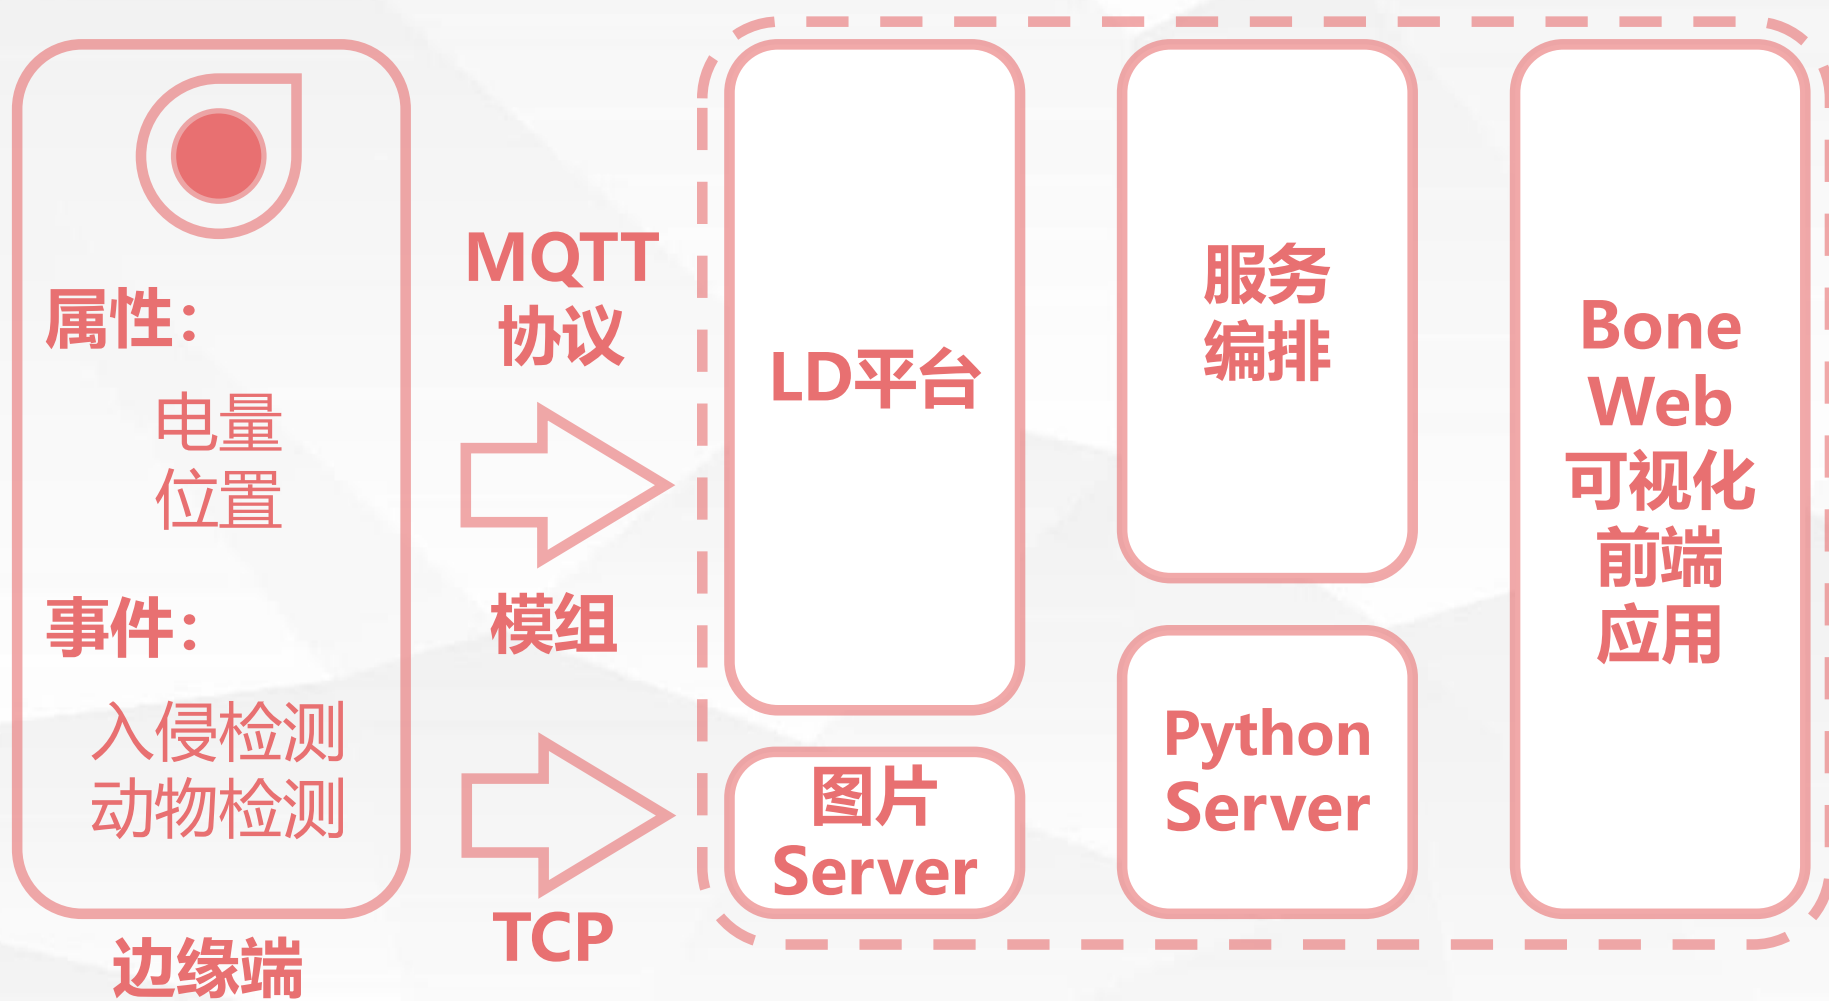 属性：
电量
位置
事件：
入侵检测
动物检测
边缘端
MQTT
协议
模组
TCP
LD平台
图片
Server
服务
编排
Python
Server
Bone
Web
可视化
前端
应用